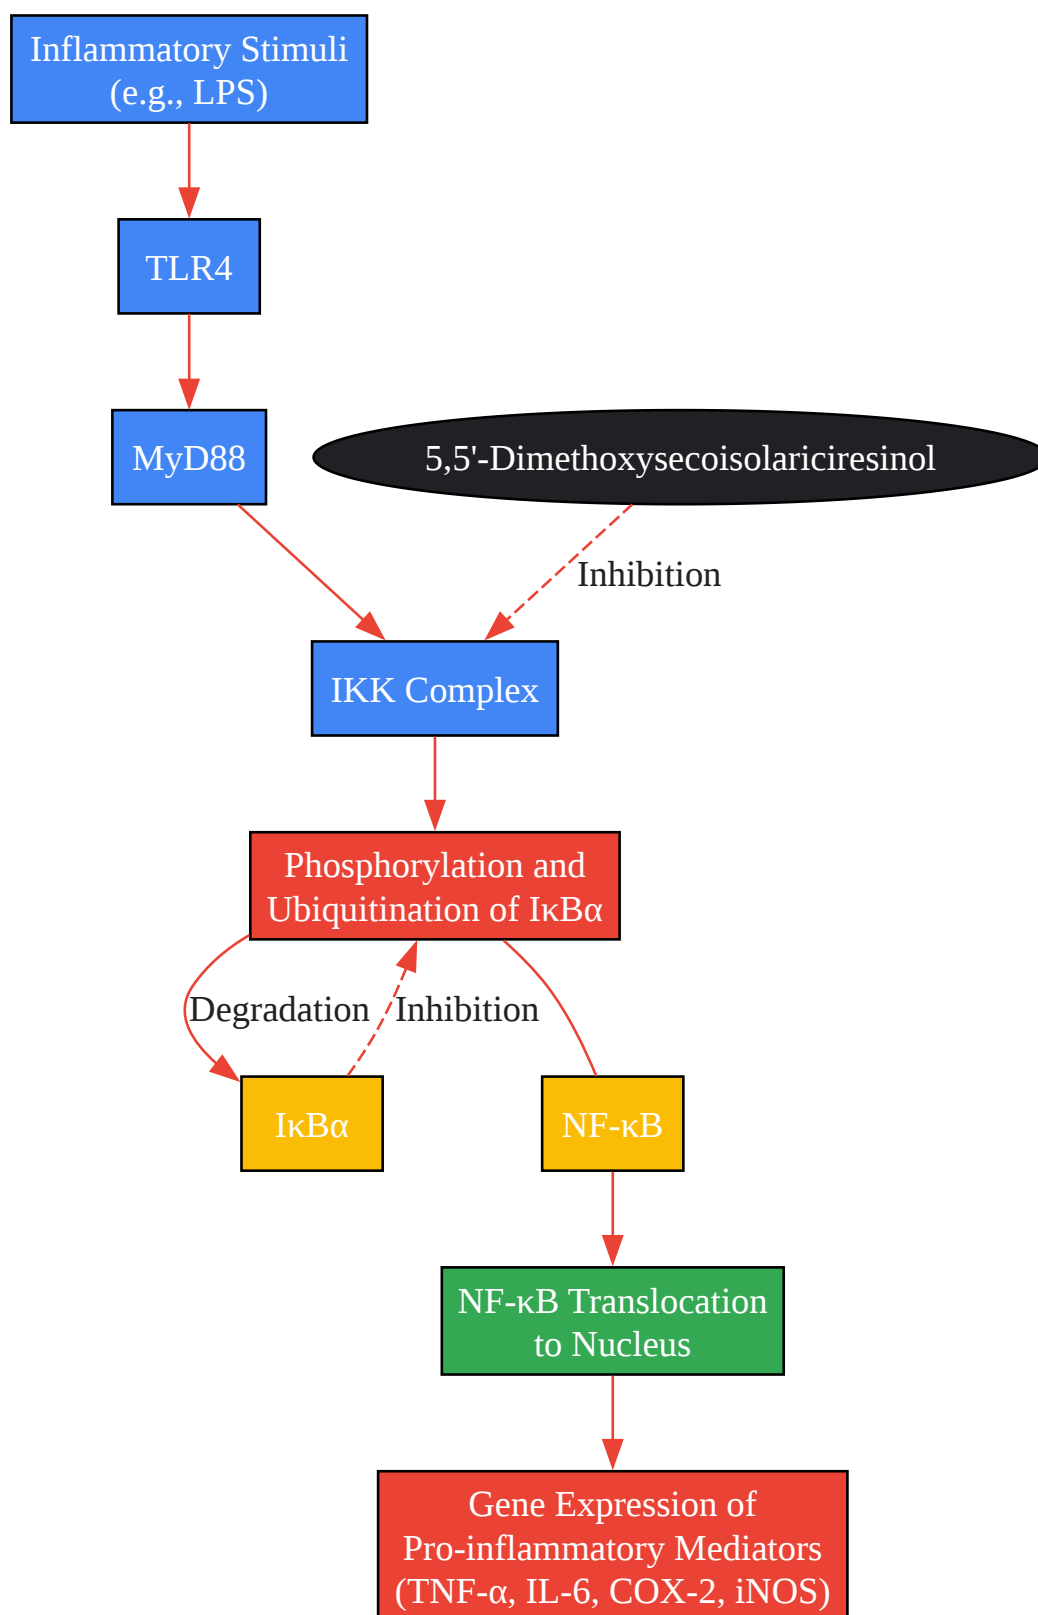 Inflammatory Stimuli
(e.g., LPS)
TLR4
MyD88
5,5'-Dimethoxysecoisolariciresinol
Inhibition
IKK Complex
Phosphorylation and
Ubiquitination of IκBα
Degradation
Inhibition
IκBα
NF-κB
NF-κB Translocation
to Nucleus
Gene Expression of
Pro-inflammatory Mediators
(TNF-α, IL-6, COX-2, iNOS)